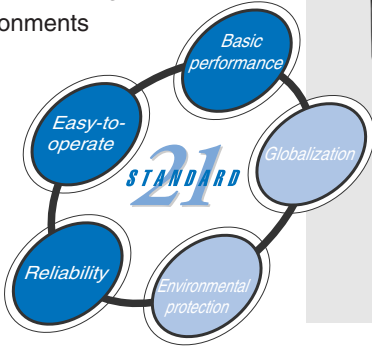 onments
Basic
performance
Easy-to-
operate
Globalization
21
STANDARD
Reliability
Environmental
protection